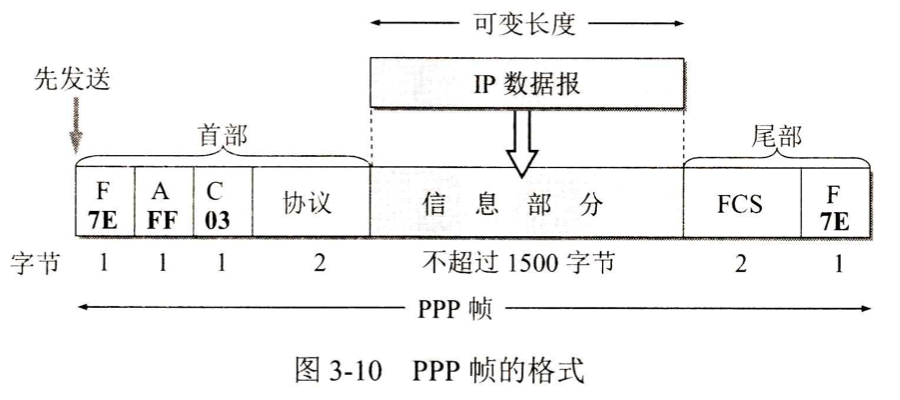 可变长度
先发送
IP 数据报
首部
尾部
F A C 协议 信息部分 FCS F
7E FF 03 7E
字节 1 1 1 2 不超过 1500 字节 2 1
PPP 帧
图 3-10 PPP 帧的格式